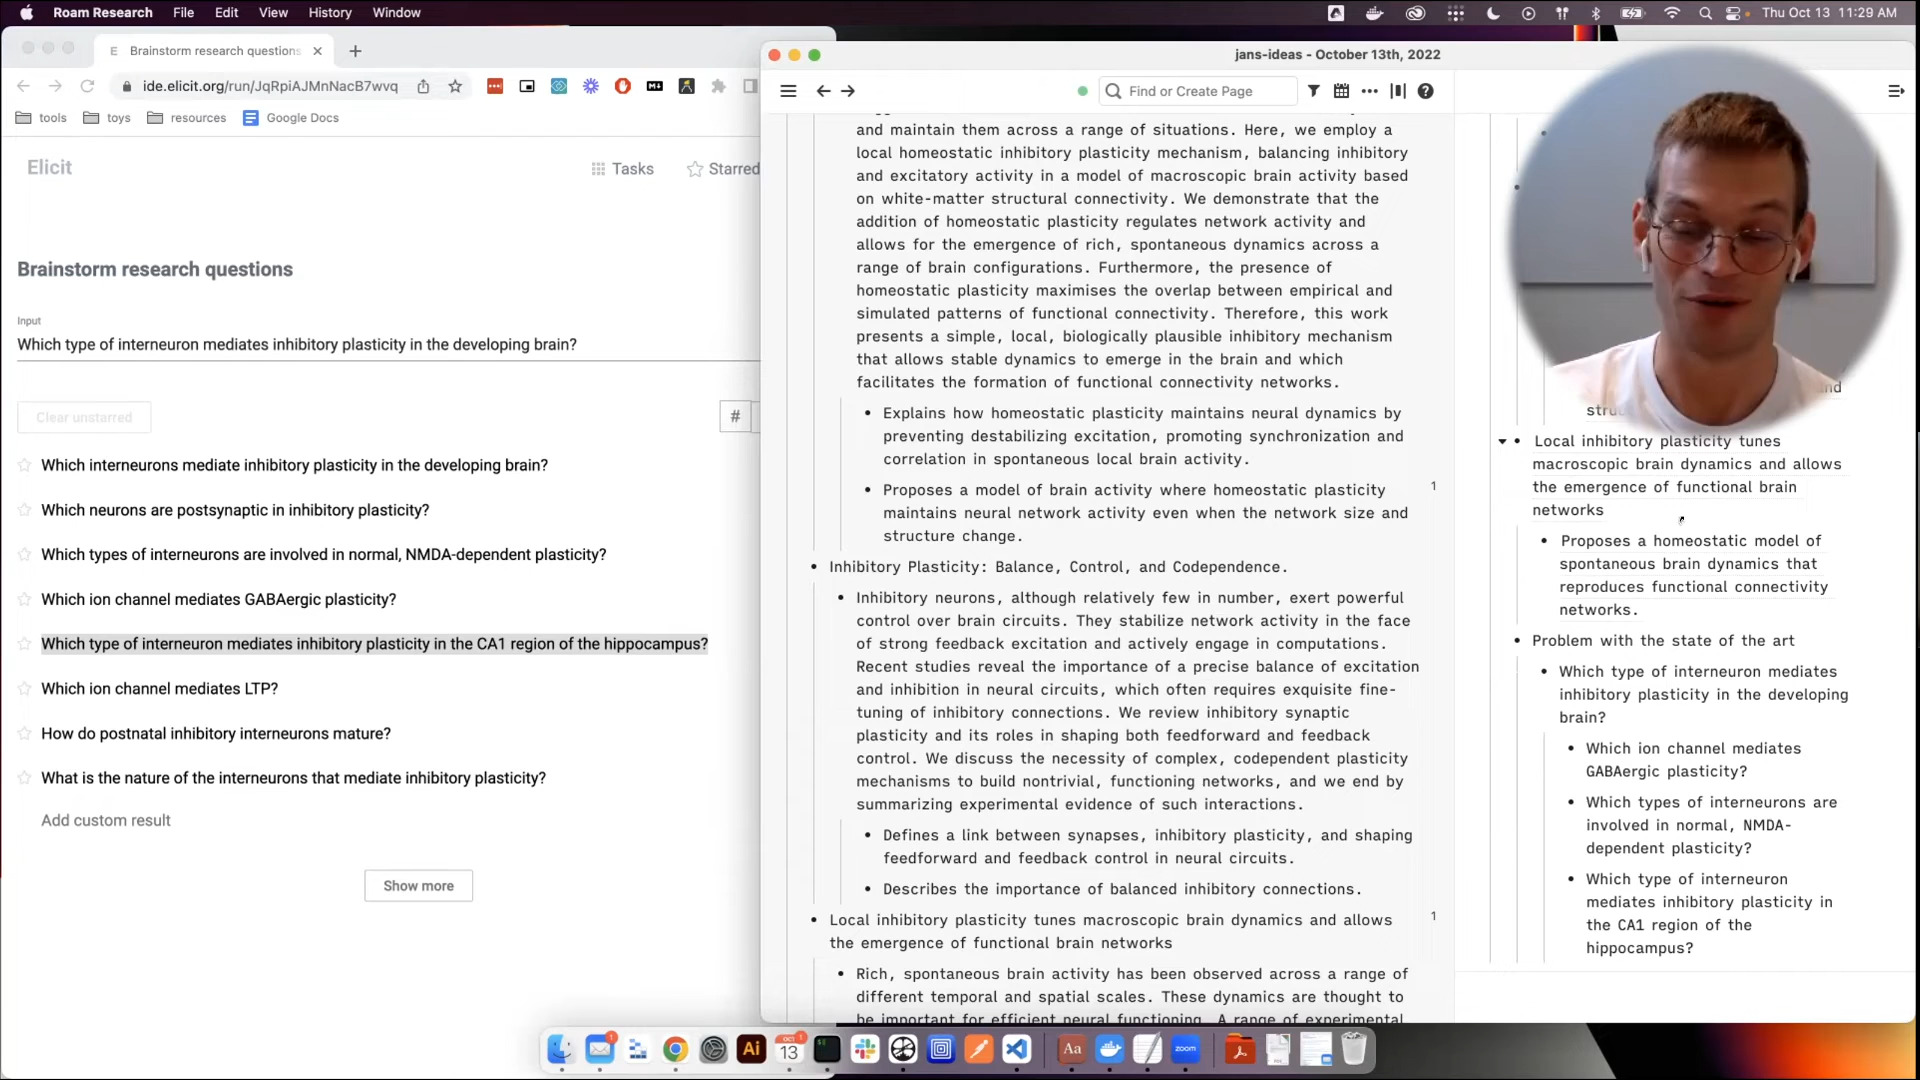 Roam Research File Edit View History Window
Thu Oct 13 11:29 AM
E Brainstorm research questions
ide.elicit.org/run/JqRpiAJMnNacB7wvq
tools toys resources Google Docs
Elicit
Tasks Starred
Brainstorm research questions
Input
Which type of interneuron mediates inhibitory plasticity in the developing brain?
Clear unstarred
#
Which interneurons mediate inhibitory plasticity in the developing brain?
Which neurons are postsynaptic in inhibitory plasticity?
Which types of interneurons are involved in normal, NMDA-dependent plasticity?
Which ion channel mediates GABAergic plasticity?
Which type of interneuron mediates inhibitory plasticity in the CA1 region of the hippocampus?
Which ion channel mediates LTP?
How do postnatal inhibitory interneurons mature?
What is the nature of the interneurons that mediate inhibitory plasticity?
Add custom result
Show more
jans-ideas - October 13th, 2022
Find or Create Page
and maintain them across a range of situations. Here, we employ a
local homeostatic inhibitory plasticity mechanism, balancing inhibitory
and excitatory activity in a model of macroscopic brain activity based
on white-matter structural connectivity. We demonstrate that the
addition of homeostatic plasticity regulates network activity and
allows for the emergence of rich, spontaneous dynamics across a
range of brain configurations. Furthermore, the presence of
homeostatic plasticity maximises the overlap between empirical and
simulated patterns of functional connectivity. Therefore, this work
presents a simple, local, biologically plausible inhibitory mechanism
that allows stable dynamics to emerge in the brain and which
facilitates the formation of functional connectivity networks.
Explains how homeostatic plasticity maintains neural dynamics by
preventing destabilizing excitation, promoting synchronization and
correlation in spontaneous local brain activity.
Proposes a model of brain activity where homeostatic plasticity 1
maintains neural network activity even when the network size and
structure change.
Inhibitory Plasticity: Balance, Control, and Codependence.
Inhibitory neurons, although relatively few in number, exert powerful
control over brain circuits. They stabilize network activity in the face
of strong feedback excitation and actively engage in computations.
Recent studies reveal the importance of a precise balance of excitation
and inhibition in neural circuits, which often requires exquisite fine-
tuning of inhibitory connections. We review inhibitory synaptic
plasticity and its roles in shaping both feedforward and feedback
control. We discuss the necessity of complex, codependent plasticity
mechanisms to build nontrivial, functioning networks, and we end by
summarizing experimental evidence of such interactions.
Defines a link between synapses, inhibitory plasticity, and shaping
feedforward and feedback control in neural circuits.
Describes the importance of balanced inhibitory connections.
Local inhibitory plasticity tunes macroscopic brain dynamics and allows 1
the emergence of functional brain networks
Rich, spontaneous brain activity has been observed across a range of
different temporal and spatial scales. These dynamics are thought to
be important for efficient neural functioning. A range of experimental
Local inhibitory plasticity tunes
macroscopic brain dynamics and allows
the emergence of functional brain
networks
Proposes a homeostatic model of
spontaneous brain dynamics that
reproduces functional connectivity
networks.
Problem with the state of the art
Which type of interneuron mediates
inhibitory plasticity in the developing
brain?
Which ion channel mediates
GABAergic plasticity?
Which types of interneurons are
involved in normal, NMDA-
dependent plasticity?
Which type of interneuron
mediates inhibitory plasticity in
the CA1 region of the
hippocampus?
Ai
OCT
13
Aa
zoom